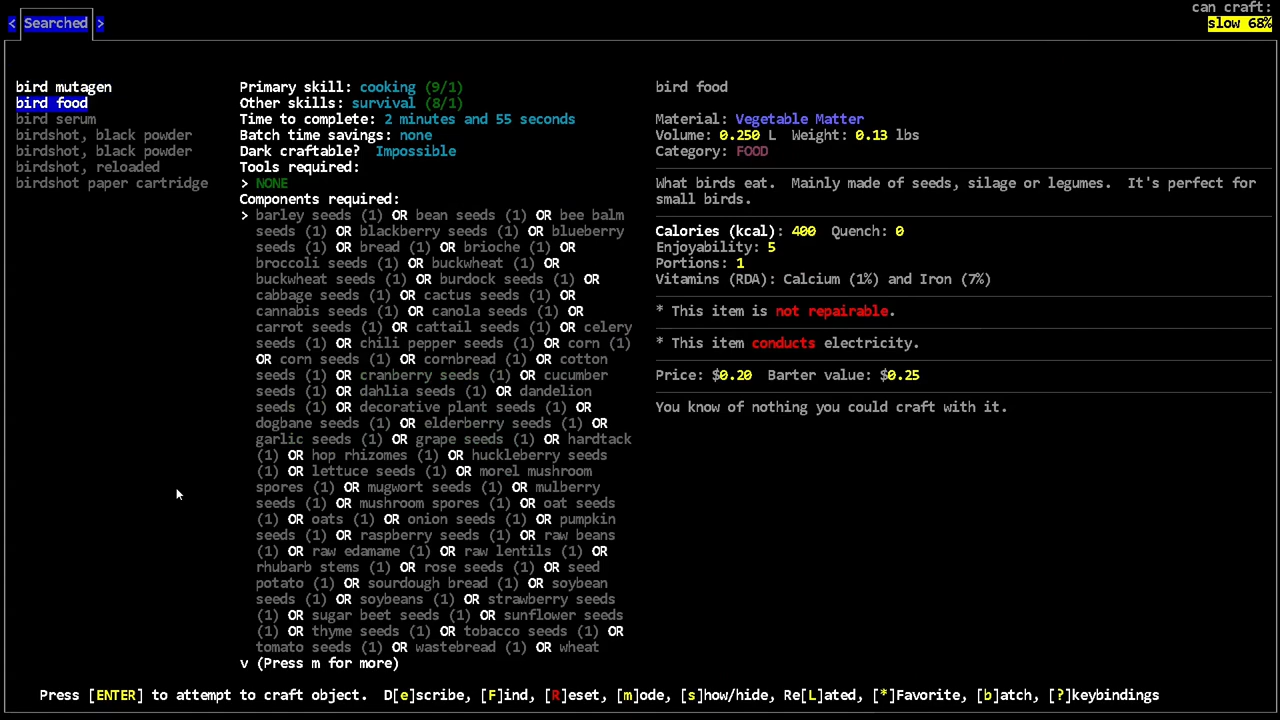 can craft:
< Searched >
slow 68%
bird mutagen
bird food
bird serum
birdshot, black powder
birdshot, black powder
birdshot, reloaded
birdshot paper cartridge
Primary skill: cooking (9/1)
Other skills: survival (8/1)
Time to complete: 2 minutes and 55 seconds
Batch time savings: none
Dark craftable? Impossible
Tools required:
> NONE
Components required:
> barley seeds (1) OR bean seeds (1) OR bee balm
seeds (1) OR blackberry seeds (1) OR blueberry
seeds (1) OR bread (1) OR brioche (1) OR
broccoli seeds (1) OR buckwheat (1) OR
buckwheat seeds (1) OR burdock seeds (1) OR
cabbage seeds (1) OR cactus seeds (1) OR
cannabis seeds (1) OR canola seeds (1) OR
carrot seeds (1) OR cattail seeds (1) OR celery
seeds (1) OR chili pepper seeds (1) OR corn (1)
OR corn seeds (1) OR cornbread (1) OR cotton
seeds (1) OR cranberry seeds (1) OR cucumber
seeds (1) OR dahlia seeds (1) OR dandelion
seeds (1) OR decorative plant seeds (1) OR
dogbane seeds (1) OR elderberry seeds (1) OR
garlic seeds (1) OR grape seeds (1) OR hardtack
(1) OR hop rhizomes (1) OR huckleberry seeds
(1) OR lettuce seeds (1) OR morel mushroom
spores (1) OR mugwort seeds (1) OR mulberry
seeds (1) OR mushroom spores (1) OR oat seeds
(1) OR oats (1) OR onion seeds (1) OR pumpkin
seeds (1) OR raspberry seeds (1) OR raw beans
(1) OR raw edamame (1) OR raw lentils (1) OR
rhubarb stems (1) OR rose seeds (1) OR seed
potato (1) OR sourdough bread (1) OR soybean
seeds (1) OR soybeans (1) OR strawberry seeds
(1) OR sugar beet seeds (1) OR sunflower seeds
(1) OR thyme seeds (1) OR tobacco seeds (1) OR
tomato seeds (1) OR wastebread (1) OR wheat
v (Press m for more)
bird food
Material: Vegetable Matter
Volume: 0.250 L Weight: 0.13 lbs
Category: FOOD
What birds eat. Mainly made of seeds, silage or legumes. It's perfect for
small birds.
Calories (kcal): 400 Quench: 0
Enjoyability: 5
Portions: 1
Vitamins (RDA): Calcium (1%) and Iron (7%)
* This item is not repairable.
* This item conducts electricity.
Price: $0.20 Barter value: $0.25
You know of nothing you could craft with it.
Press [ENTER] to attempt to craft object. D[e]scribe, [F]ind, [R]eset, [m]ode, [s]how/hide, Re[L]ated, [*]Favorite, [b]atch, [?]keybindings